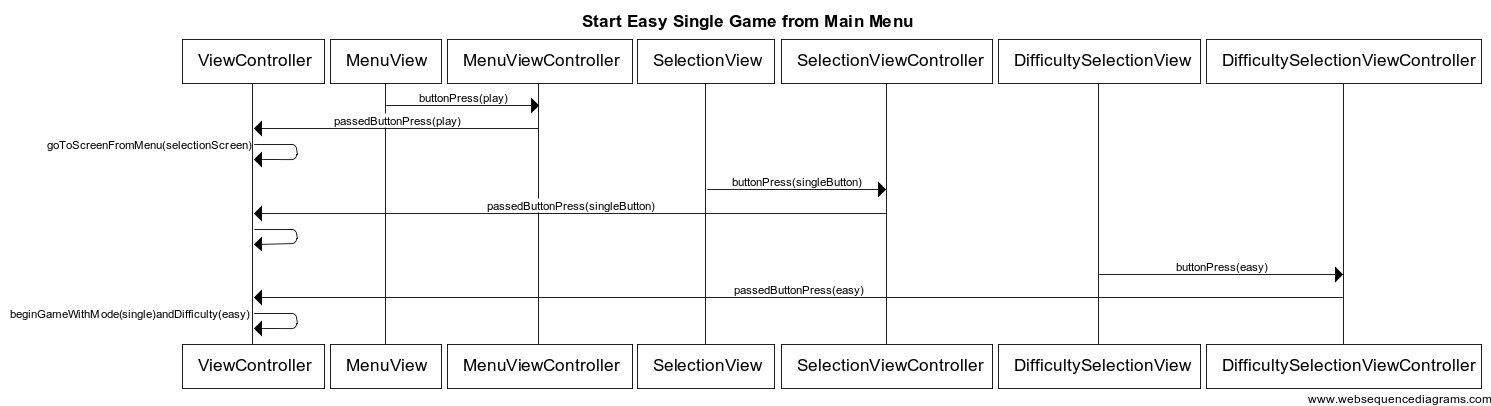 Start Easy Single Game from Main Menu
ViewController MenuView MenuViewController SelectionView SelectionViewController DifficultySelectionView DifficultySelectionViewController
buttonPress(play)
passedButtonPress(play)
goToScreenFromMenu(selectionScreen)
buttonPress(singleButton)
passedButtonPress(singleButton)
buttonPress(easy)
passedButtonPress(easy)
beginGameWithMode(single)andDifficulty(easy)
ViewController MenuView MenuViewController SelectionView SelectionViewController DifficultySelectionView DifficultySelectionViewController
www.websequencediagrams.com